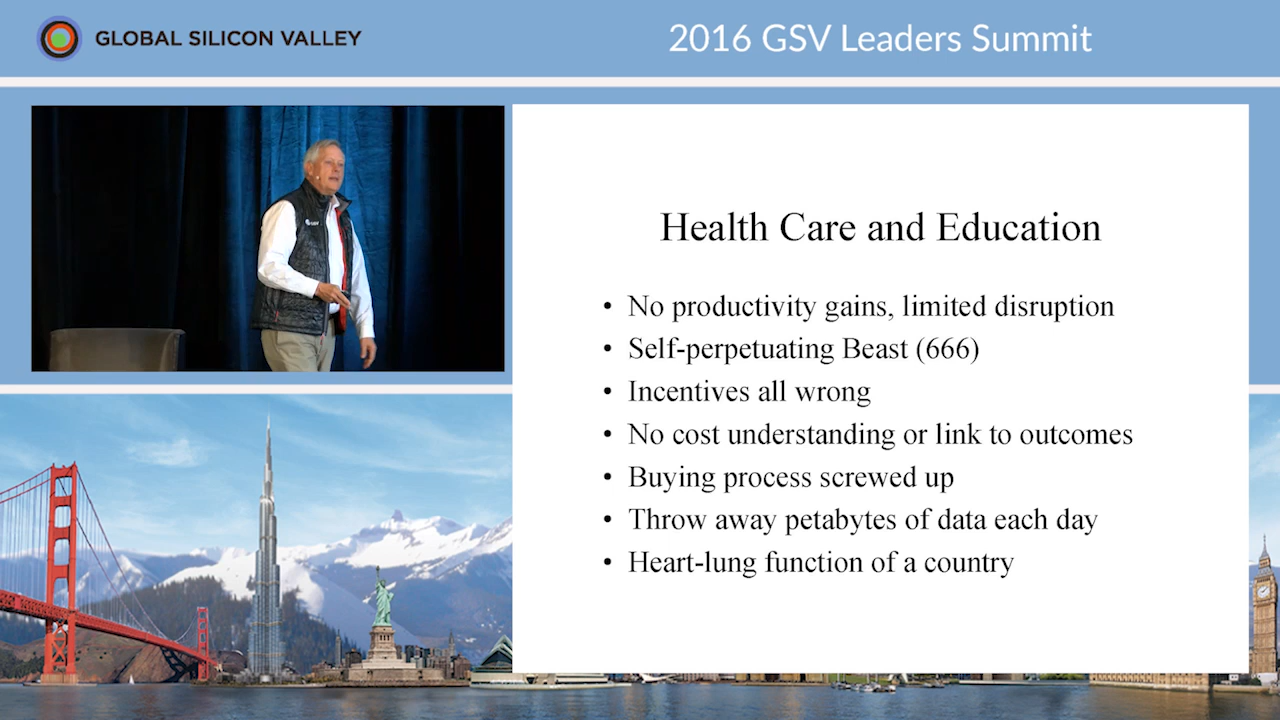 GLOBAL SILICON VALLEY
2016 GSV Leaders Summit
Health Care and Education
• No productivity gains, limited disruption
• Self-perpetuating Beast (666)
• Incentives all wrong
• No cost understanding or link to outcomes
• Buying process screwed up
• Throw away petabytes of data each day
• Heart-lung function of a country